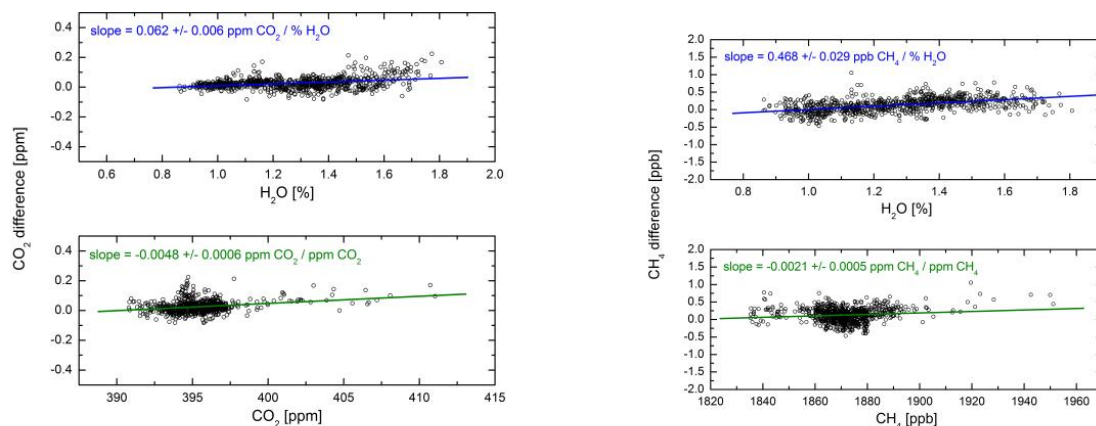 slope = 0.062 +/- 0.006 ppm CO2 / % H2O
0.4
0.2
0.0
-0.2
-0.4
0.6 0.8 1.0 1.2 1.4 1.6 1.8 2.0
H2O [%]
CO2 difference [ppm]
slope = -0.0048 +/- 0.0006 ppm CO2 / ppm CO2
0.4
0.2
0.0
-0.2
-0.4
390 395 400 405 410 415
CO2 [ppm]
slope = 0.468 +/- 0.029 ppb CH4 / % H2O
2.0
1.5
1.0
0.5
0.0
-0.5
-1.0
-1.5
-2.0
0.8 1.0 1.2 1.4 1.6 1.8
H2O [%]
CH4 difference [ppb]
slope = -0.0021 +/- 0.0005 ppm CH4 / ppm CH4
2.0
1.5
1.0
0.5
0.0
-0.5
-1.0
-1.5
-2.0
1820 1840 1860 1880 1900 1920 1940 1960
CH4 [ppb]